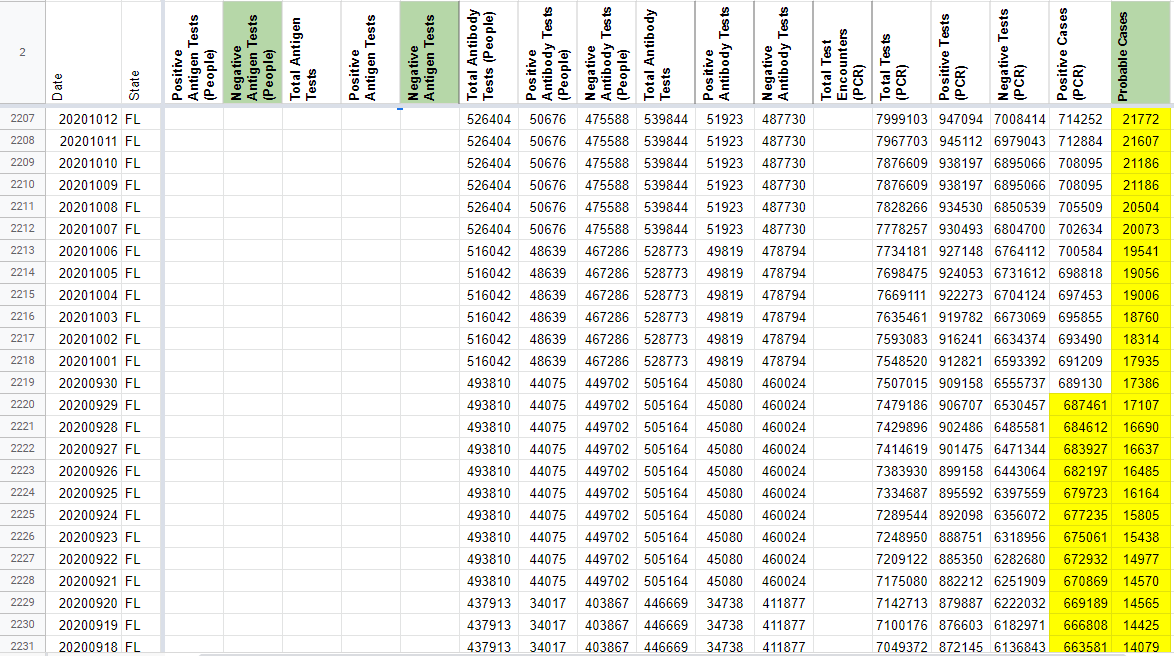 2 Date State Positive Antigen Tests (People) Negative Antigen Tests (People) Total Antigen Tests Positive Antigen Tests Negative Antigen Tests Total Antibody Tests (People) Positive Antibody Tests (People) Negative Antibody Tests (People) Total Antibody Tests Positive Antibody Tests Negative Antibody Tests Total Test Encounters (PCR) Total Tests (PCR) Positive Tests (PCR) Negative Tests (PCR) Positive Cases (PCR) Probable Cases
2207 20201012 FL 526404 50676 475588 539844 51923 487730 7999103 947094 7008414 714252 21772
2208 20201011 FL 526404 50676 475588 539844 51923 487730 7967703 945112 6979043 712884 21607
2209 20201010 FL 526404 50676 475588 539844 51923 487730 7876609 938197 6895066 708095 21186
2210 20201009 FL 526404 50676 475588 539844 51923 487730 7876609 938197 6895066 708095 21186
2211 20201008 FL 526404 50676 475588 539844 51923 487730 7828266 934530 6850539 705509 20504
2212 20201007 FL 526404 50676 475588 539844 51923 487730 7778257 930493 6804700 702634 20073
2213 20201006 FL 516042 48639 467286 528773 49819 478794 7734181 927148 6764112 700584 19541
2214 20201005 FL 516042 48639 467286 528773 49819 478794 7698475 924053 6731612 698818 19056
2215 20201004 FL 516042 48639 467286 528773 49819 478794 7669111 922273 6704124 697453 19006
2216 20201003 FL 516042 48639 467286 528773 49819 478794 7635461 919782 6673069 695855 18760
2217 20201002 FL 516042 48639 467286 528773 49819 478794 7593083 916241 6634374 693490 18314
2218 20201001 FL 516042 48639 467286 528773 49819 478794 7548520 912821 6593392 691209 17935
2219 20200930 FL 493810 44075 449702 505164 45080 460024 7507015 909158 6555737 689130 17386
2220 20200929 FL 493810 44075 449702 505164 45080 460024 7479186 906707 6530457 687461 17107
2221 20200928 FL 493810 44075 449702 505164 45080 460024 7429896 902486 6485581 684612 16690
2222 20200927 FL 493810 44075 449702 505164 45080 460024 7414619 901475 6471344 683927 16637
2223 20200926 FL 493810 44075 449702 505164 45080 460024 7383930 899158 6443064 682197 16485
2224 20200925 FL 493810 44075 449702 505164 45080 460024 7334687 895592 6397559 679723 16164
2225 20200924 FL 493810 44075 449702 505164 45080 460024 7289544 892098 6356072 677235 15805
2226 20200923 FL 493810 44075 449702 505164 45080 460024 7248950 888751 6318956 675061 15438
2227 20200922 FL 493810 44075 449702 505164 45080 460024 7209122 885350 6282680 672932 14977
2228 20200921 FL 493810 44075 449702 505164 45080 460024 7175080 882212 6251909 670869 14570
2229 20200920 FL 437913 34017 403867 446669 34738 411877 7142713 879887 6222032 669189 14565
2230 20200919 FL 437913 34017 403867 446669 34738 411877 7100176 876603 6182971 666808 14425
2231 20200918 FL 437913 34017 403867 446669 34738 411877 7049372 872145 6136843 663581 14079